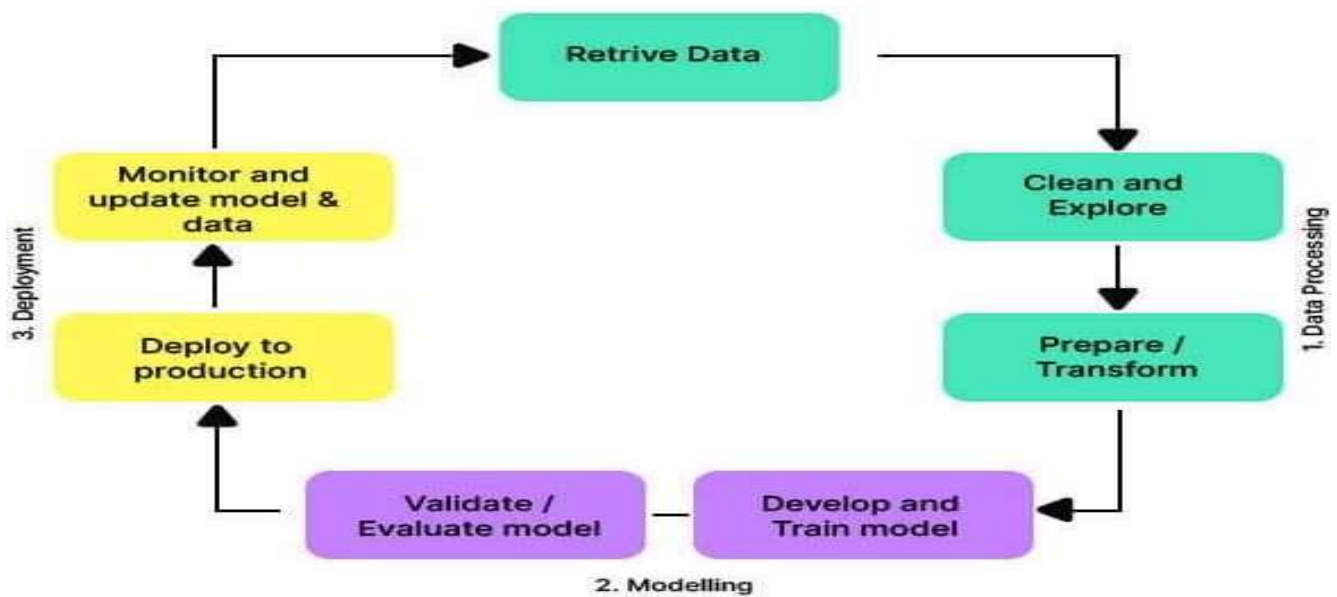 Retrive Data
Clean and
Explore
1. Data Processing
Prepare /
Transform
Develop and
Train model
Validate /
Evaluate model
2. Modelling
Deploy to
production
3. Deployment
Monitor and
update model &
data